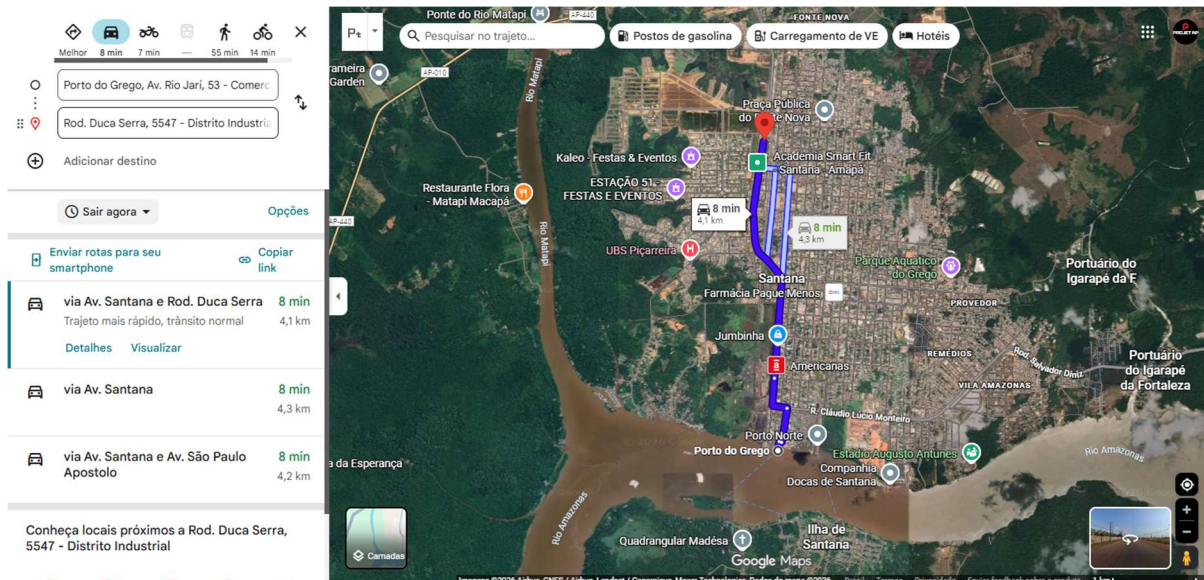 Melhor
8 min
7 min
—
55 min
14 min
Porto do Grego, Av. Rio Jari, 53 - Comerc
Rod. Duca Serra, 5547 - Distrito Industria
Adicionar destino
Sair agora
Opções
Enviar rotas para seu
smartphone
Copiar
link
via Av. Santana e Rod. Duca Serra
8 min
Trajeto mais rápido, trânsito normal
4,1 km
Detalhes
Visualizar
via Av. Santana
8 min
4,3 km
via Av. Santana e Av. São Paulo
Apostolo
8 min
4,2 km
Conheça locais próximos a Rod. Duca Serra,
5547 - Distrito Industrial
Pesquisar no trajeto...
Postos de gasolina
Carregamento de VE
Hotéis
Ponte do Rio Matapi
AP-440
FONTE NOVA
Garden
AP-010
Rio Matapi
Praça Pública
Kaleo - Festas & Eventos
Academia Smart Fit
Santana - Amapá
ESTAÇÃO 51 -
FESTAS E EVENTOS
Restaurante Flora
- Matapi Macapá
AP-440
8 min
4,1 km
8 min
4,3 km
Rio Matapi
UBS Piçarreira
Parque Aquatico
do Grego
Portuário do
Igarapé da F
Santana
Farmácia Pague Menos
PROVEDOR
Jumbinha
REMÉDIOS
Rod. Salvador Diniz
Americanas
VILA AMAZONAS
Portuário
do Igarapé
da Fortaleza
R. Cláudio Lúcio Monteiro
Porto Norte
Porto do Grego
Estadio Augusto Antunes
Rio Amazonas
Companhia
Docas de Santana
a da Esperança
Rio Amazonas
Ilha de
Santana
Quadrangular Madésa
Camadas
Google Maps